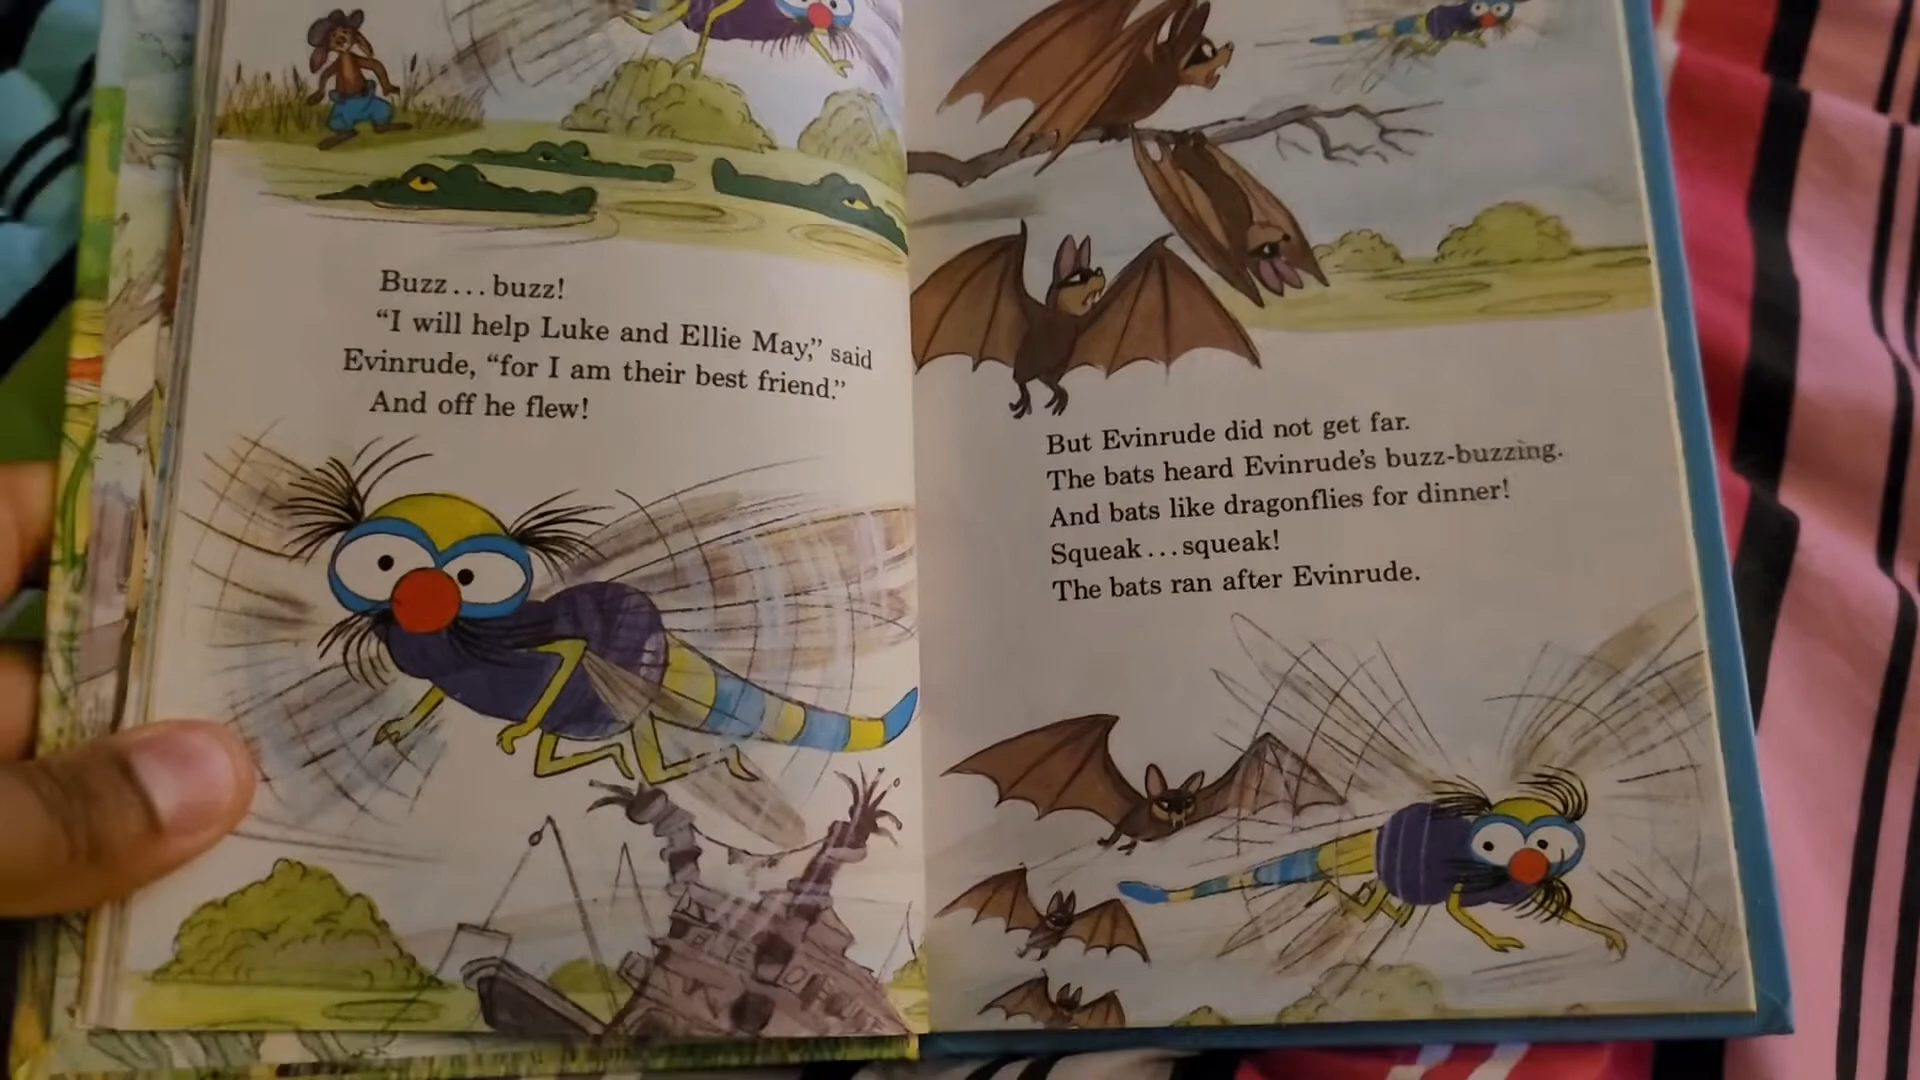 Buzz...buzz!
“I will help Luke and Ellie May,” said
Evinrude, “for I am their best friend.”
And off he flew!
But Evinrude did not get far.
The bats heard Evinrude’s buzz-buzzing.
And bats like dragonflies for dinner!
Squeak...squeak!
The bats ran after Evinrude.